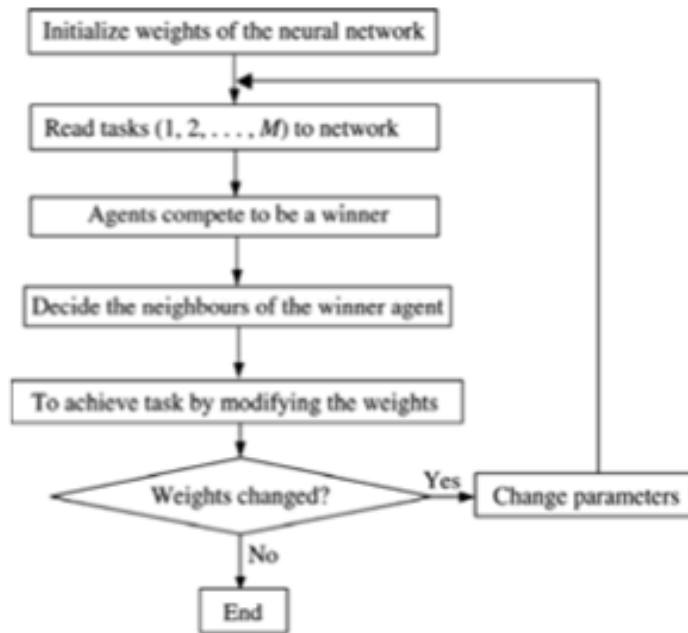 Initialize weights of the neural network
Read tasks (1, 2, . . . , M) to network
Agents compete to be a winner
Decide the neighbours of the winner agent
To achieve task by modifying the weights
Weights changed?
Yes
Change parameters
No
End